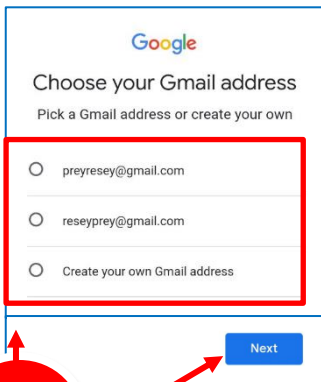 Google
Choose your Gmail address
Pick a Gmail address or create your own
preyresey@gmail.com
reseyprey@gmail.com
Create your own Gmail address
Next